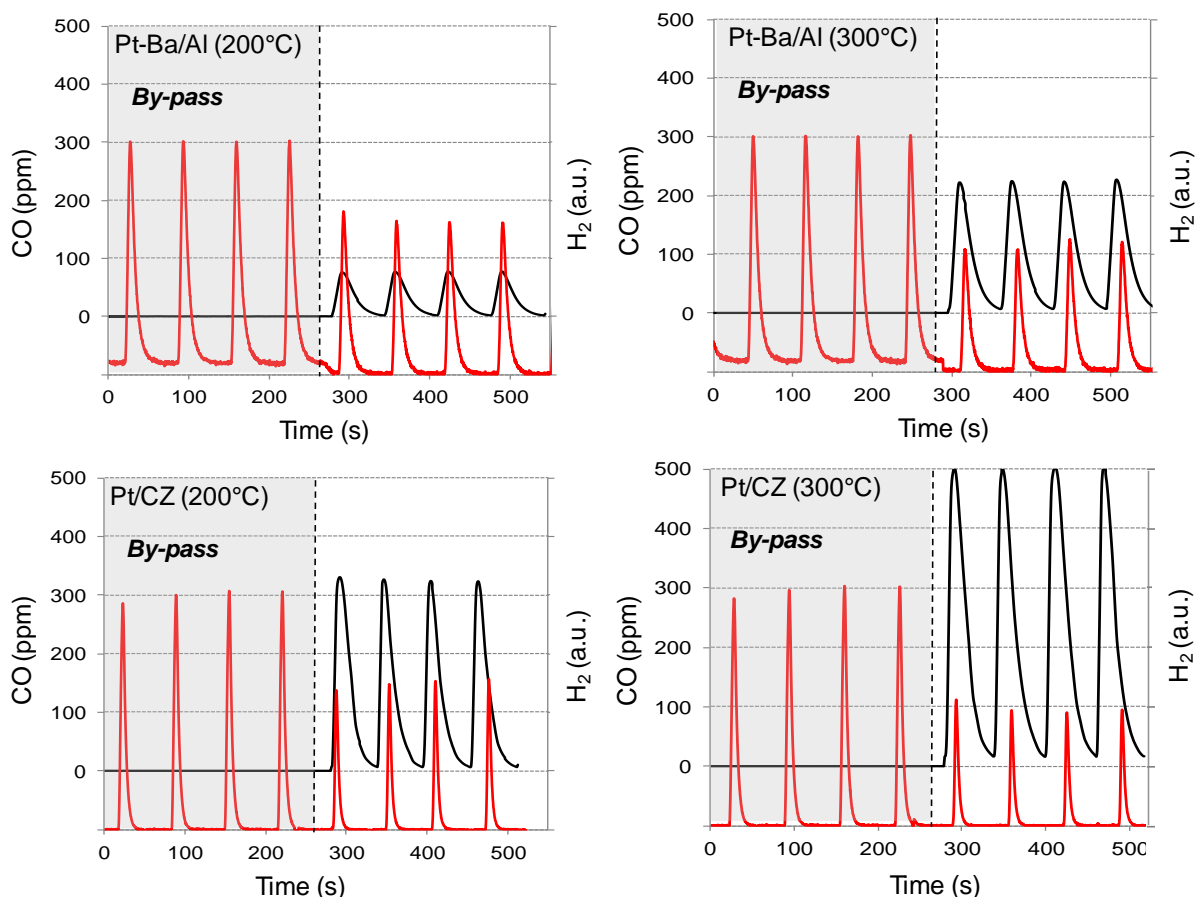 Pt-Ba/Al (200°C)
By-pass
500
400
300
200
100
0
CO (ppm)
H2 (a.u.)
0 100 200 300 400 500
Time (s)
Pt-Ba/Al (300°C)
By-pass
500
400
300
200
100
0
CO (ppm)
H2 (a.u.)
0 100 200 300 400 500
Time (s)
Pt/CZ (200°C)
By-pass
500
400
300
200
100
0
CO (ppm)
H2 (a.u.)
0 100 200 300 400 500
Time (s)
Pt/CZ (300°C)
By-pass
500
400
300
200
100
0
CO (ppm)
H2 (a.u.)
0 100 200 300 400 500
Time (s)